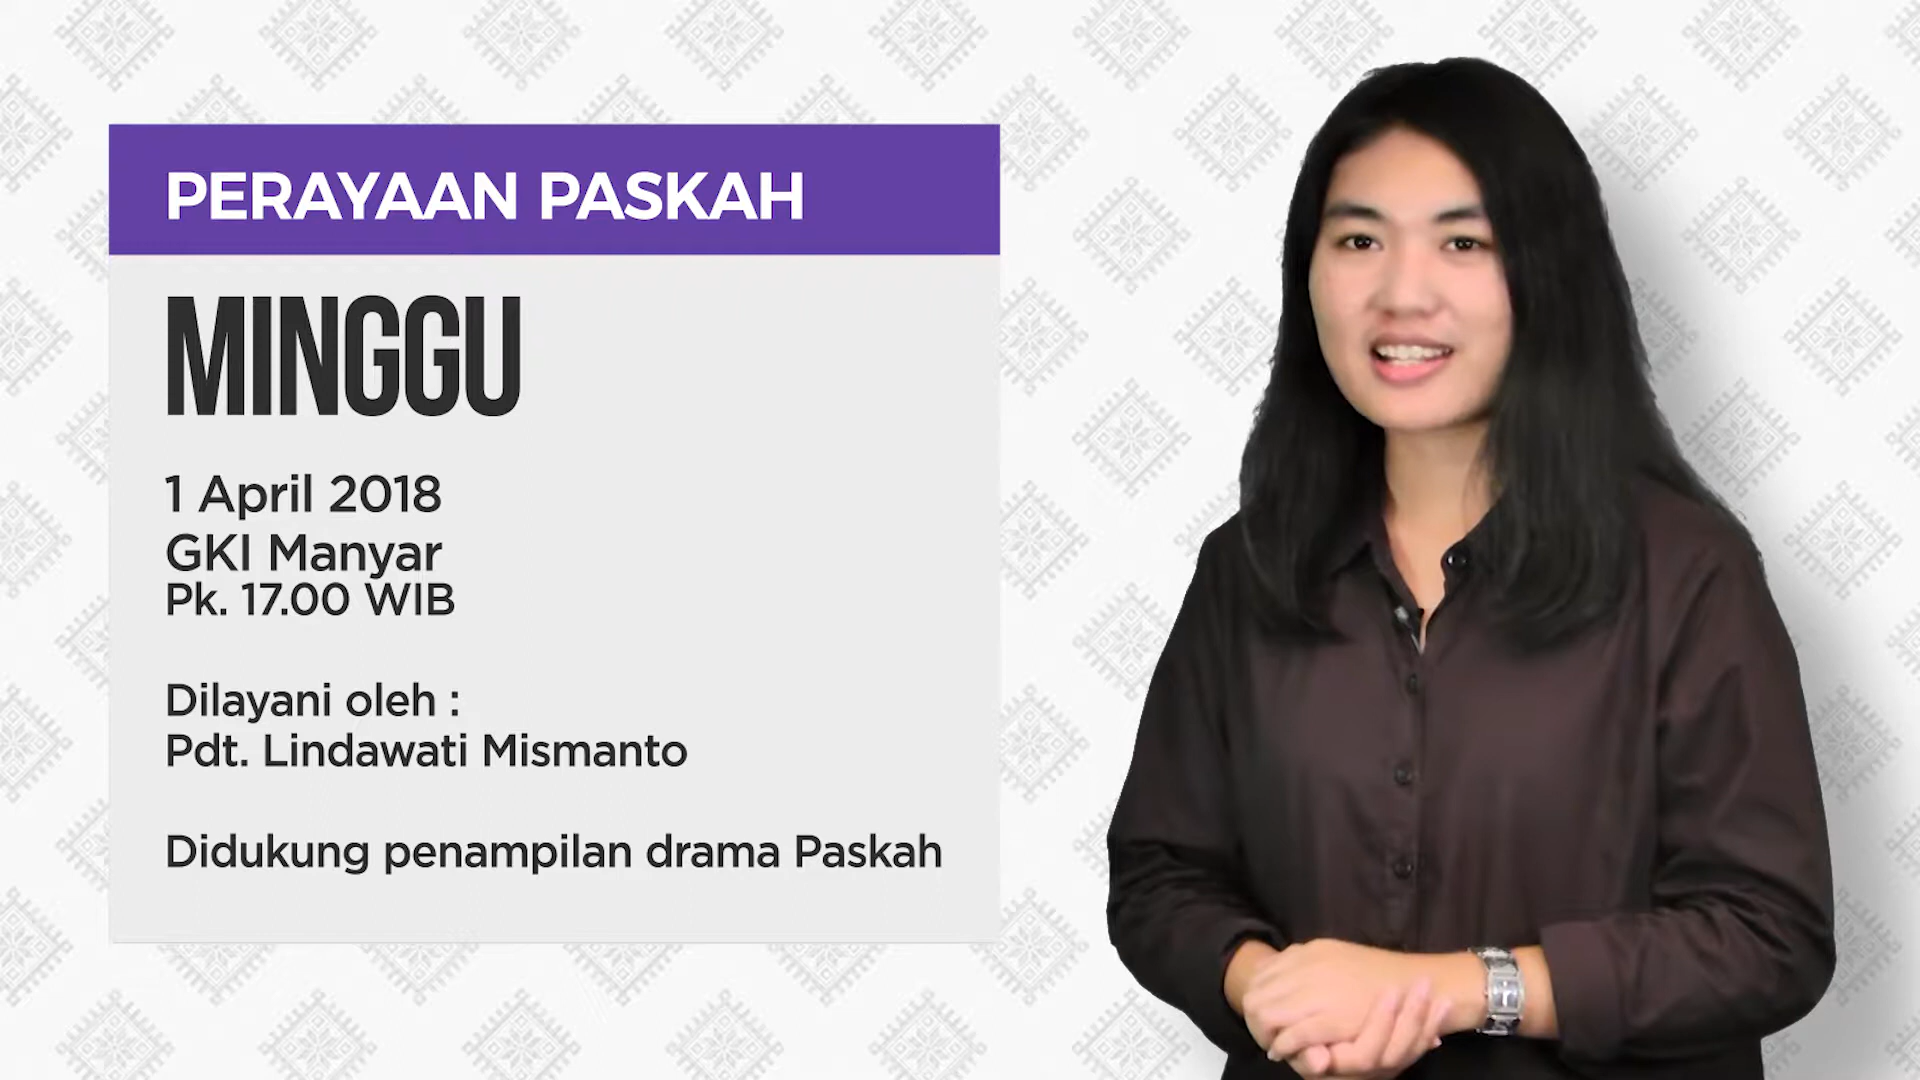 PERAYAAN PASKAH
MINGGU
1 April 2018
GKI Manyar
Pk. 17.00 WIB
Dilayani oleh :
Pdt. Lindawati Mismanto
Didukung penampilan drama Paskah